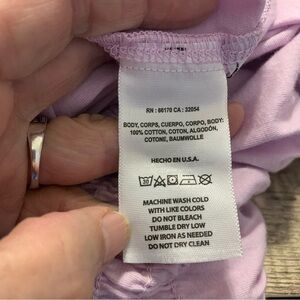 RN : 66170 CA : 32054
BODY, CORPS, CUERPO, CORPO, BODY:
100% COTTON, COTON, ALGODÓN,
COTONE, BAUMWOLLE
HECHO EN U.S.A.
30
MACHINE WASH COLD
WITH LIKE COLORS
DO NOT BLEACH
TUMBLE DRY LOW
LOW IRON AS NEEDED
DO NOT DRY CLEAN